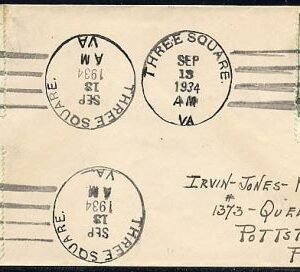 THREE SQUARE.
SEP
13
1934
AM
VA
THREE SQUARE.
SEP
13
1934
AM
VA
THREE SQUARE.
SEP
13
1934
AM
VA
IRVIN-JONES-
#
1373-QUE
POTTST
P